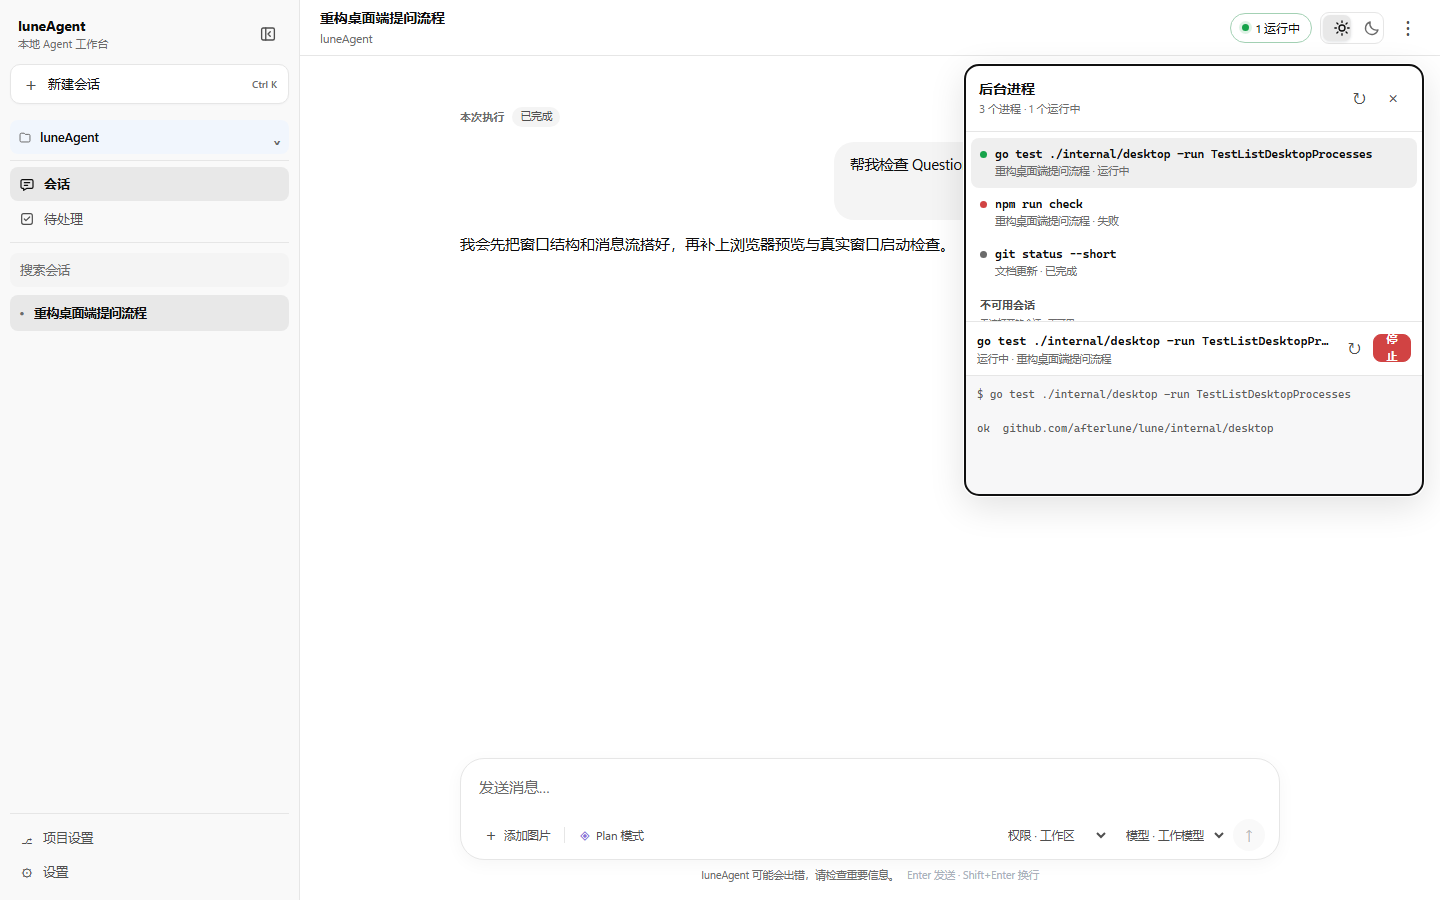 luneAgent
本地 Agent 工作台
+ 新建会话 Ctrl K
luneAgent
会话
待处理
搜索会话
• 重构桌面端提问流程
项目设置
设置
重构桌面端提问流程
luneAgent
1 运行中
本次执行 已完成
帮我检查 Questio
我会先把窗口结构和消息流搭好，再补上浏览器预览与真实窗口启动检查。
后台进程
3 个进程 · 1 个运行中
go test ./internal/desktop -run TestListDesktopProcesses
重构桌面端提问流程 · 运行中
npm run check
重构桌面端提问流程 · 失败
git status --short
文档更新 · 已完成
不可用会话
go test ./internal/desktop -run TestListDesktopPr…
运行中 · 重构桌面端提问流程
停止
$ go test ./internal/desktop -run TestListDesktopProcesses
ok github.com/afterlune/lune/internal/desktop
发送消息...
+ 添加图片
Plan 模式
权限 · 工作区
模型 · 工作模型
luneAgent 可能会出错，请检查重要信息。 Enter 发送 · Shift+Enter 换行